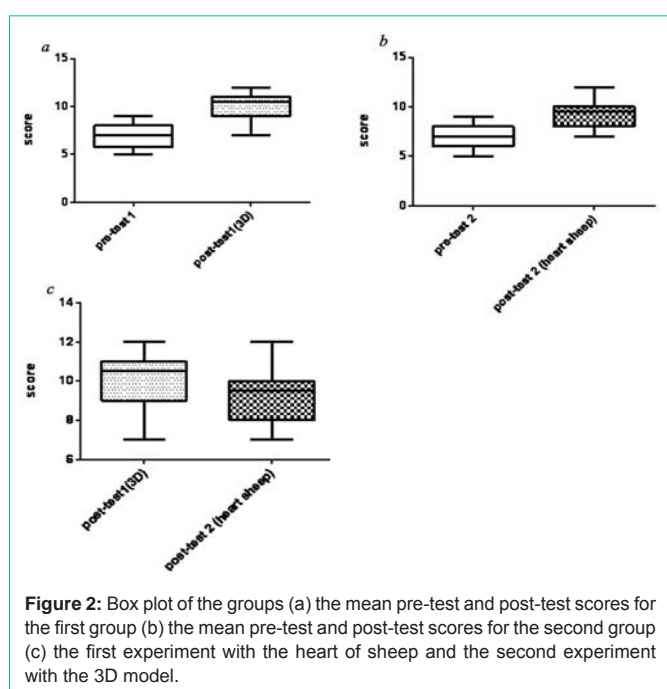 a
15
10
5
0
score
pre-test 1
post-test1(3D)
b
15
10
5
0
score
pre-test 2
post-test 2 (heart sheep)
c
14
12
10
8
6
score
post-test1(3D)
post-test 2 (heart sheep)
Figure 2: Box plot of the groups (a) the mean pre-test and post-test scores for
the first group (b) the mean pre-test and post-test scores for the second group
(c) the first experiment with the heart of sheep and the second experiment
with the 3D model.